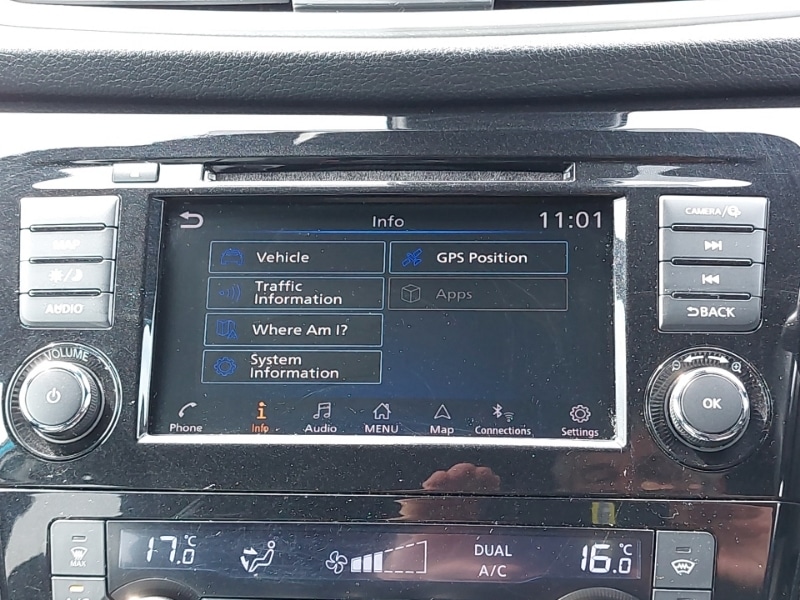 Info
11:01
Vehicle
GPS Position
Traffic
Information
Apps
Where Am I?
System
Information
Phone
Info
Audio
MENU
Map
Connections
Settings
MAP
AUDIO
VOLUME
CAMERA/
BACK
OK
MAX
17.0°C
DUAL
A/C
16.0°C